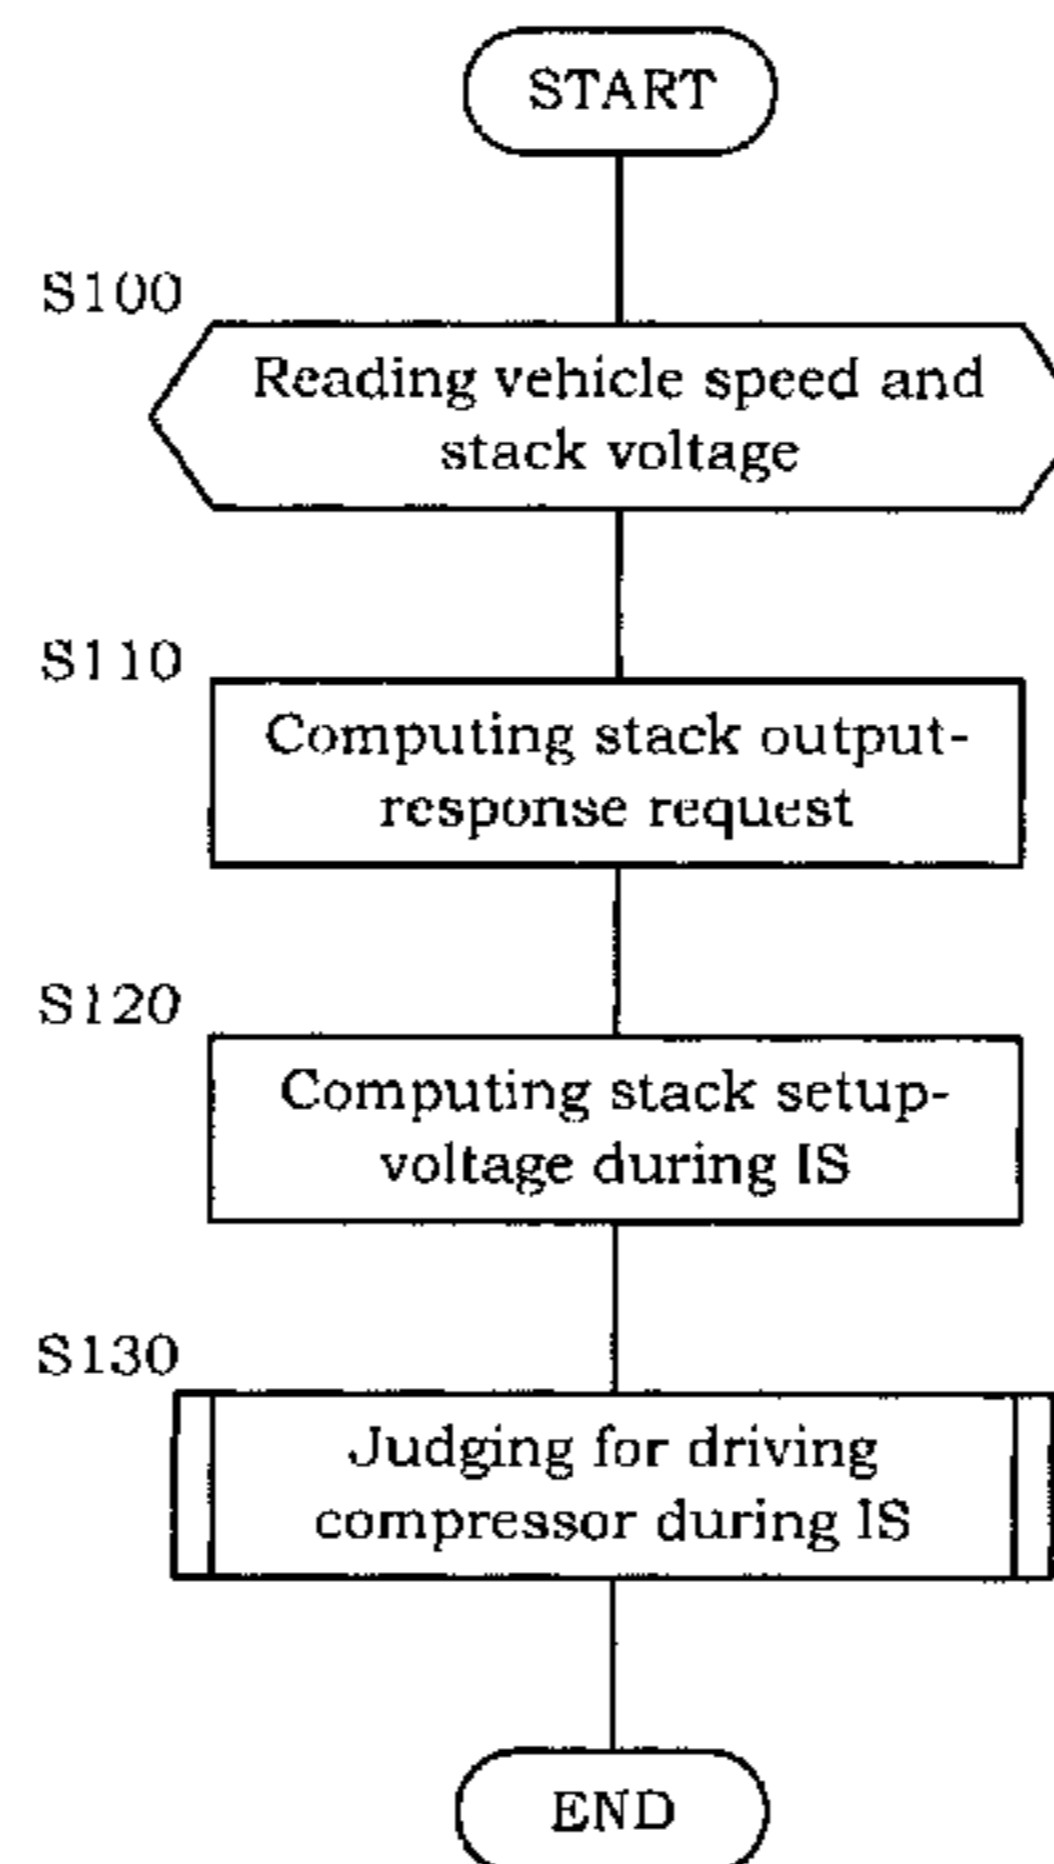 START
S100
Reading vehicle speed and
stack voltage
S110
Computing stack output-
response request
S120
Computing stack setup-
voltage during IS
S130
Judging for driving
compressor during IS
END